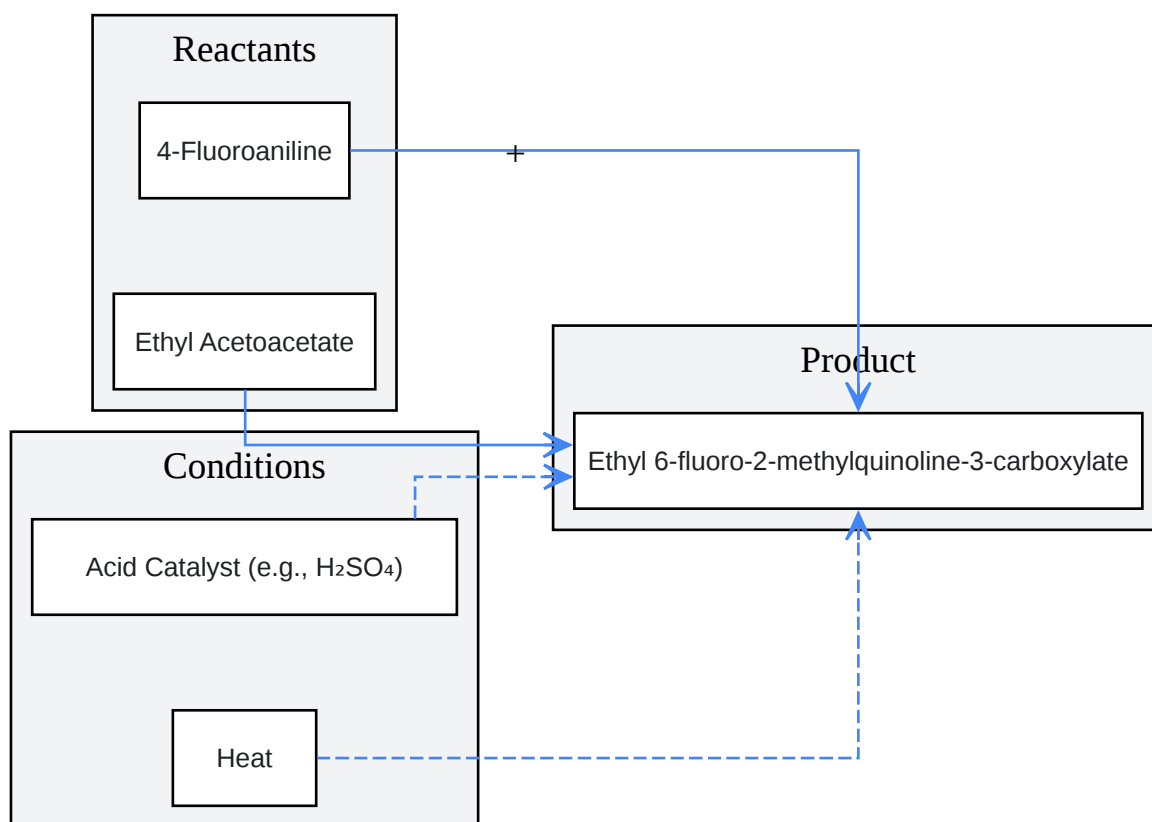 Reactants
4-Fluoroaniline
+
Ethyl Acetoacetate
Product
Ethyl 6-fluoro-2-methylquinoline-3-carboxylate
Conditions
Acid Catalyst (e.g., H₂SO₄)
Heat